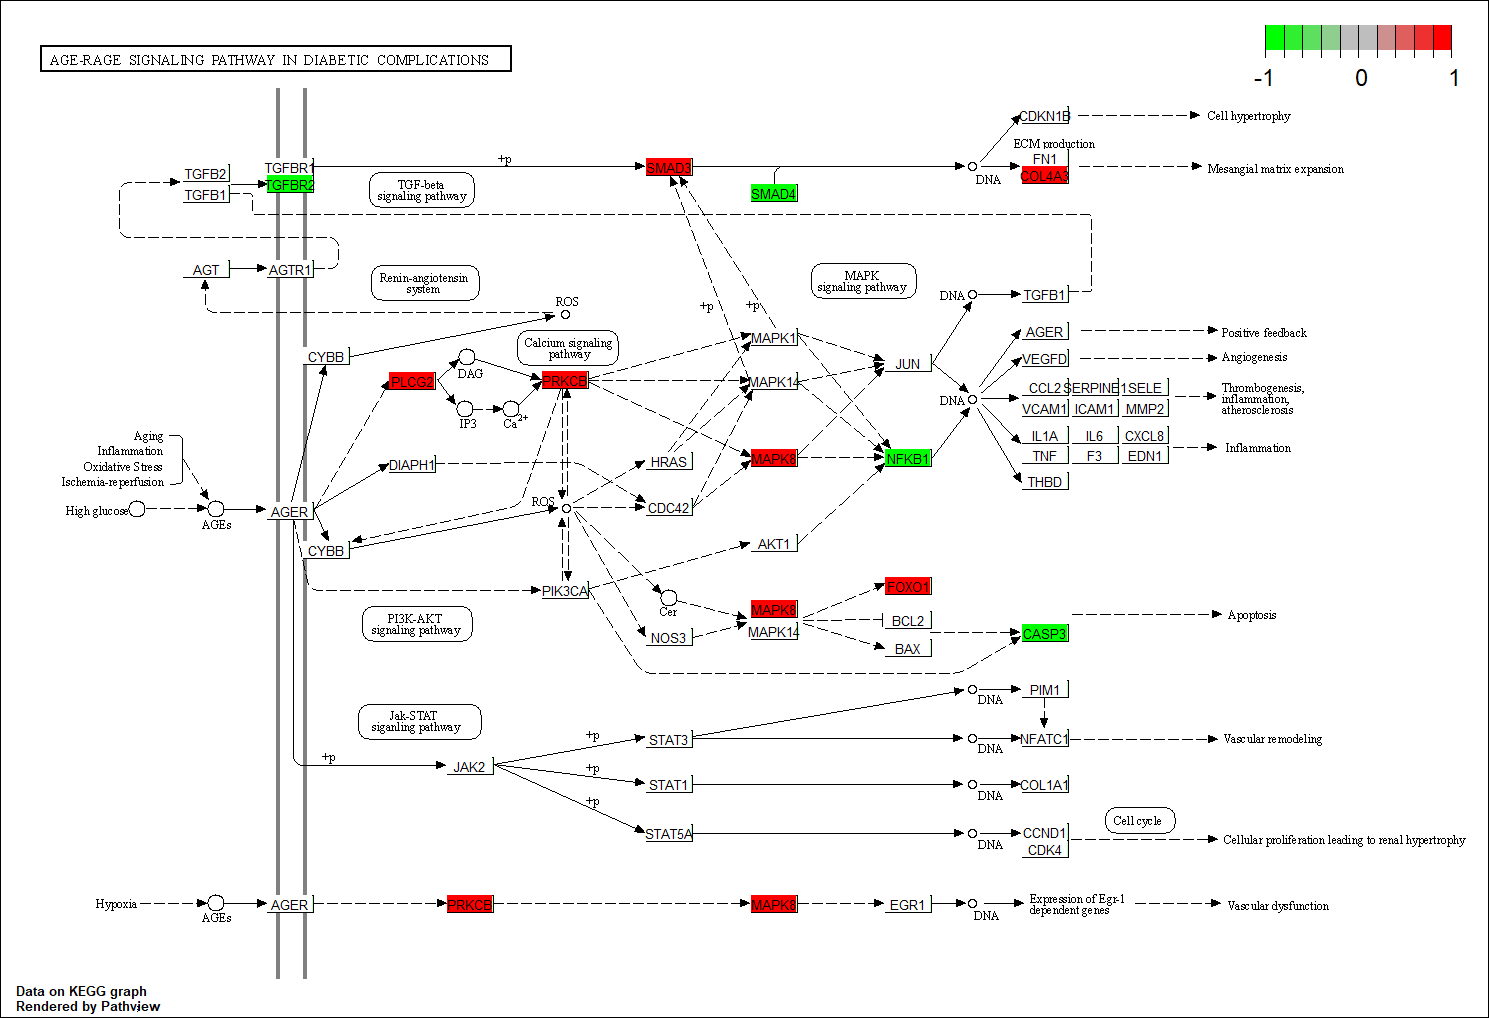 AGE-RAGE SIGNALING PATHWAY IN DIABETIC COMPLICATIONS
-1 0 1
CDKN1B
Cell hypertrophy
ECM production
FN1
COL4A3
Mesangial matrix expansion
DNA
TGFB2
TGFB1
TGFBR1
TGFBR2
+p
TGF-beta
signaling pathway
SMAD3
SMAD4
AGT
AGTR1
Renin-angiotensin
system
MAPK
signaling pathway
ROS
+p
+p
DNA
TGFB1
CYBB
Calcium signaling
pathway
MAPK1
JUN
AGER
Positive feedback
VEGFD
Angiogenesis
PLCG2
DAG
PRKCB
MAPK14
IP3
Ca2+
DNA
CCL2 SERPINE1 SELE
VCAM1 ICAM1 MMP2
Thrombogenesis,
inflammation,
atherosclerosis
IL1A IL6 CXCL8
TNF F3 EDN1
Inflammation
THBD
Aging
Inflammation
Oxidative Stress
Ischemia-reperfusion
High glucose
AGEs
AGER
DIAPH1
HRAS
MAPK8
NFKB1
ROS
CDC42
CYBB
AKT1
PIK3CA
PI3K-AKT
signaling pathway
Cer
NOS3
MAPK8
MAPK14
FOXO1
BCL2
BAX
CASP3
Apoptosis
Jak-STAT
siganling pathway
+p
JAK2
+p
+p
+p
STAT3
STAT1
STAT5A
DNA
PIM1
DNA
NFATC1
Vascular remodeling
DNA
COL1A1
DNA
CCND1
CDK4
Cell cycle
Cellular proliferation leading to renal hypertrophy
Hypoxia
AGEs
AGER
PRKCB
MAPK8
EGR1
DNA
Expression of Egr-1
dependent genes
Vascular dysfunction
Data on KEGG graph
Rendered by Pathview